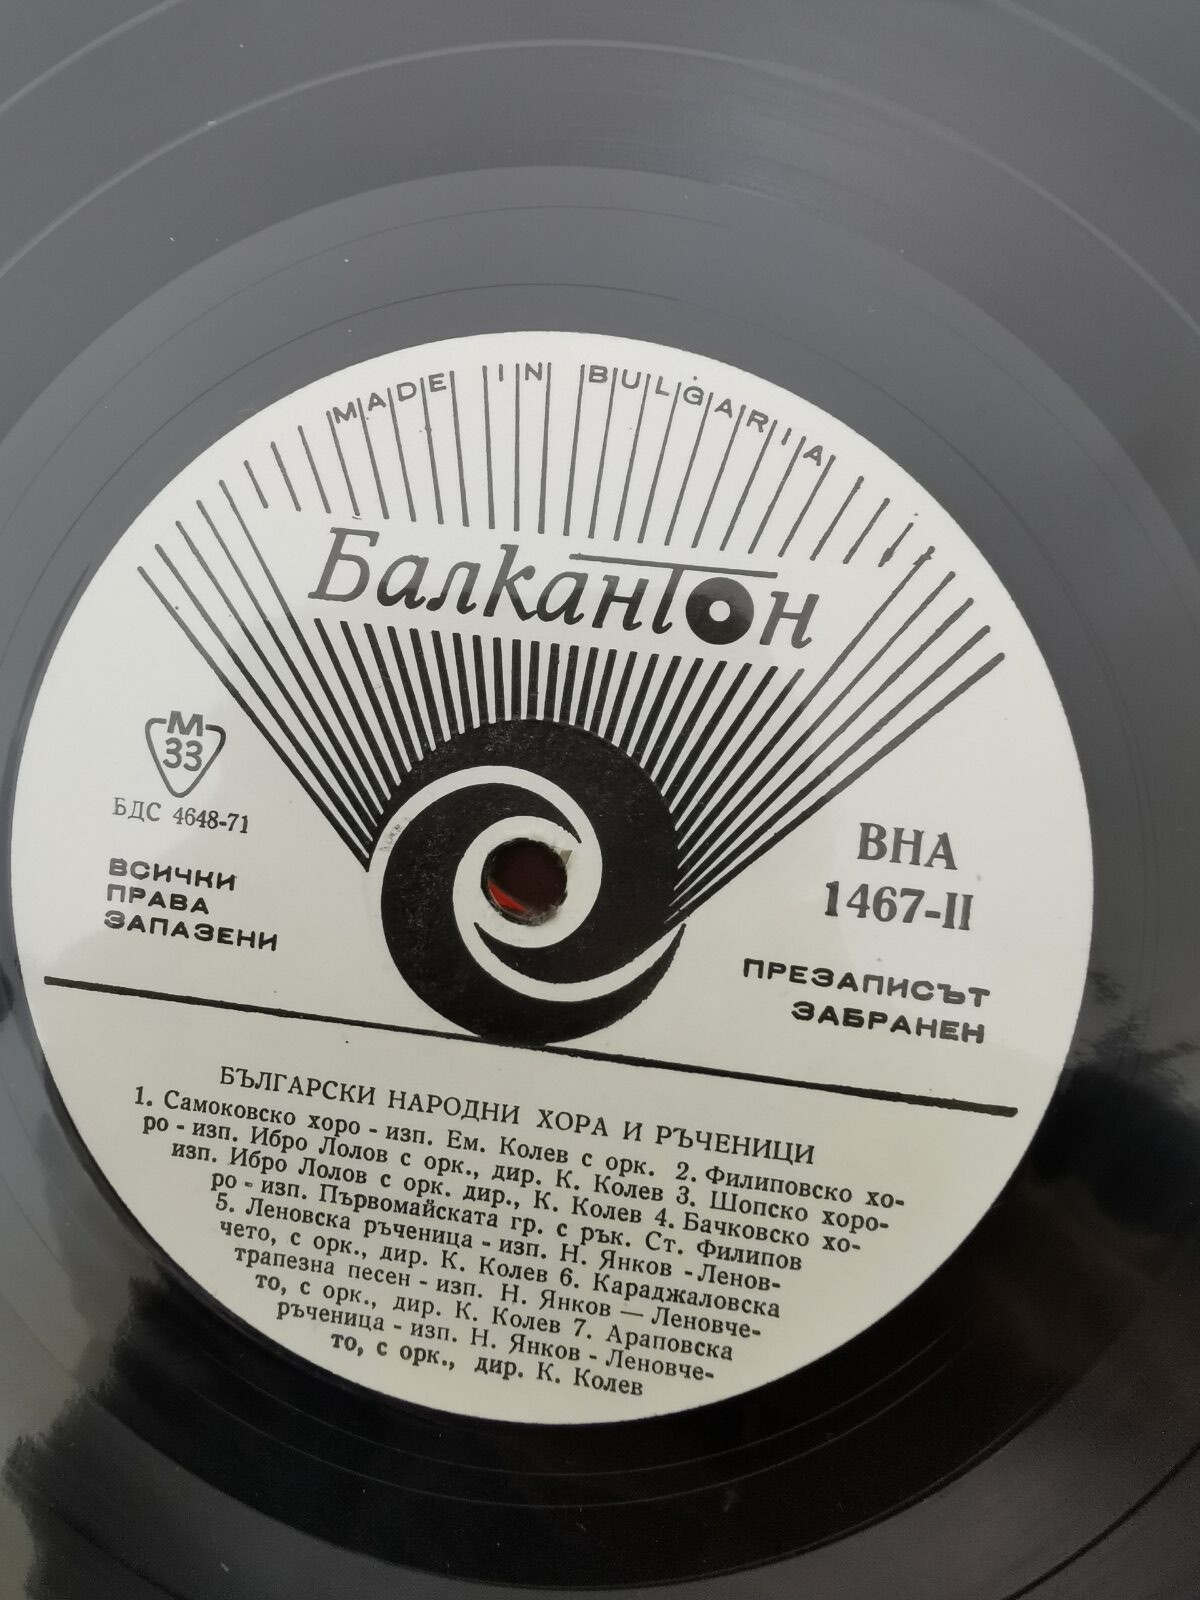 MADE IN BULGARIA
Балкантон
М
33
БДС 4648-71
ВСИЧКИ
ПРАВА
ЗАПАЗЕНИ
ВНА
1467-II
ПРЕЗАПИСЪТ
ЗАБРАНЕН
БЪЛГАРСКИ НАРОДНИ ХОРА И РЪЧЕНИЦИ
1. Самоковско хоро - изп. Ем. Колев с орк. 2. Филиповско хо-
ро - изп. Ибро Лолов с орк., дир. К. Колев 3. Шопско хоро-
изп. Ибро Лолов с орк. дир., К. Колев 4. Бачковско хо-
ро - изп. Първомайската гр. с рък. Ст. Филипов
5. Леновска ръченица - изп. Н. Янков - Ленов-
чето, с орк., дир. К. Колев 6. Караджаловска
трапезна песен - изп. Н. Янков — Леновче-
то, с орк., дир. К. Колев 7. Араповска
ръченица - изп. Н. Янков - Леновче-
то, с орк., дир. К. Колев